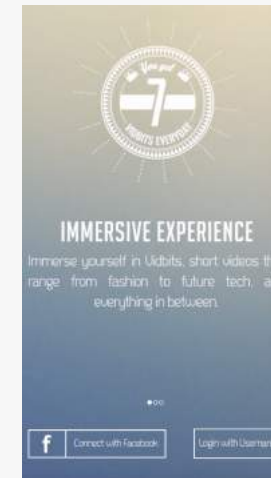 You get
7
VIDBITS EVERYDAY
IMMERSIVE EXPERIENCE
Immerse yourself in Vidbits, short videos th
range from fashion to future tech, a
everything in between.
f Connect with Facebook
Login with Usernam